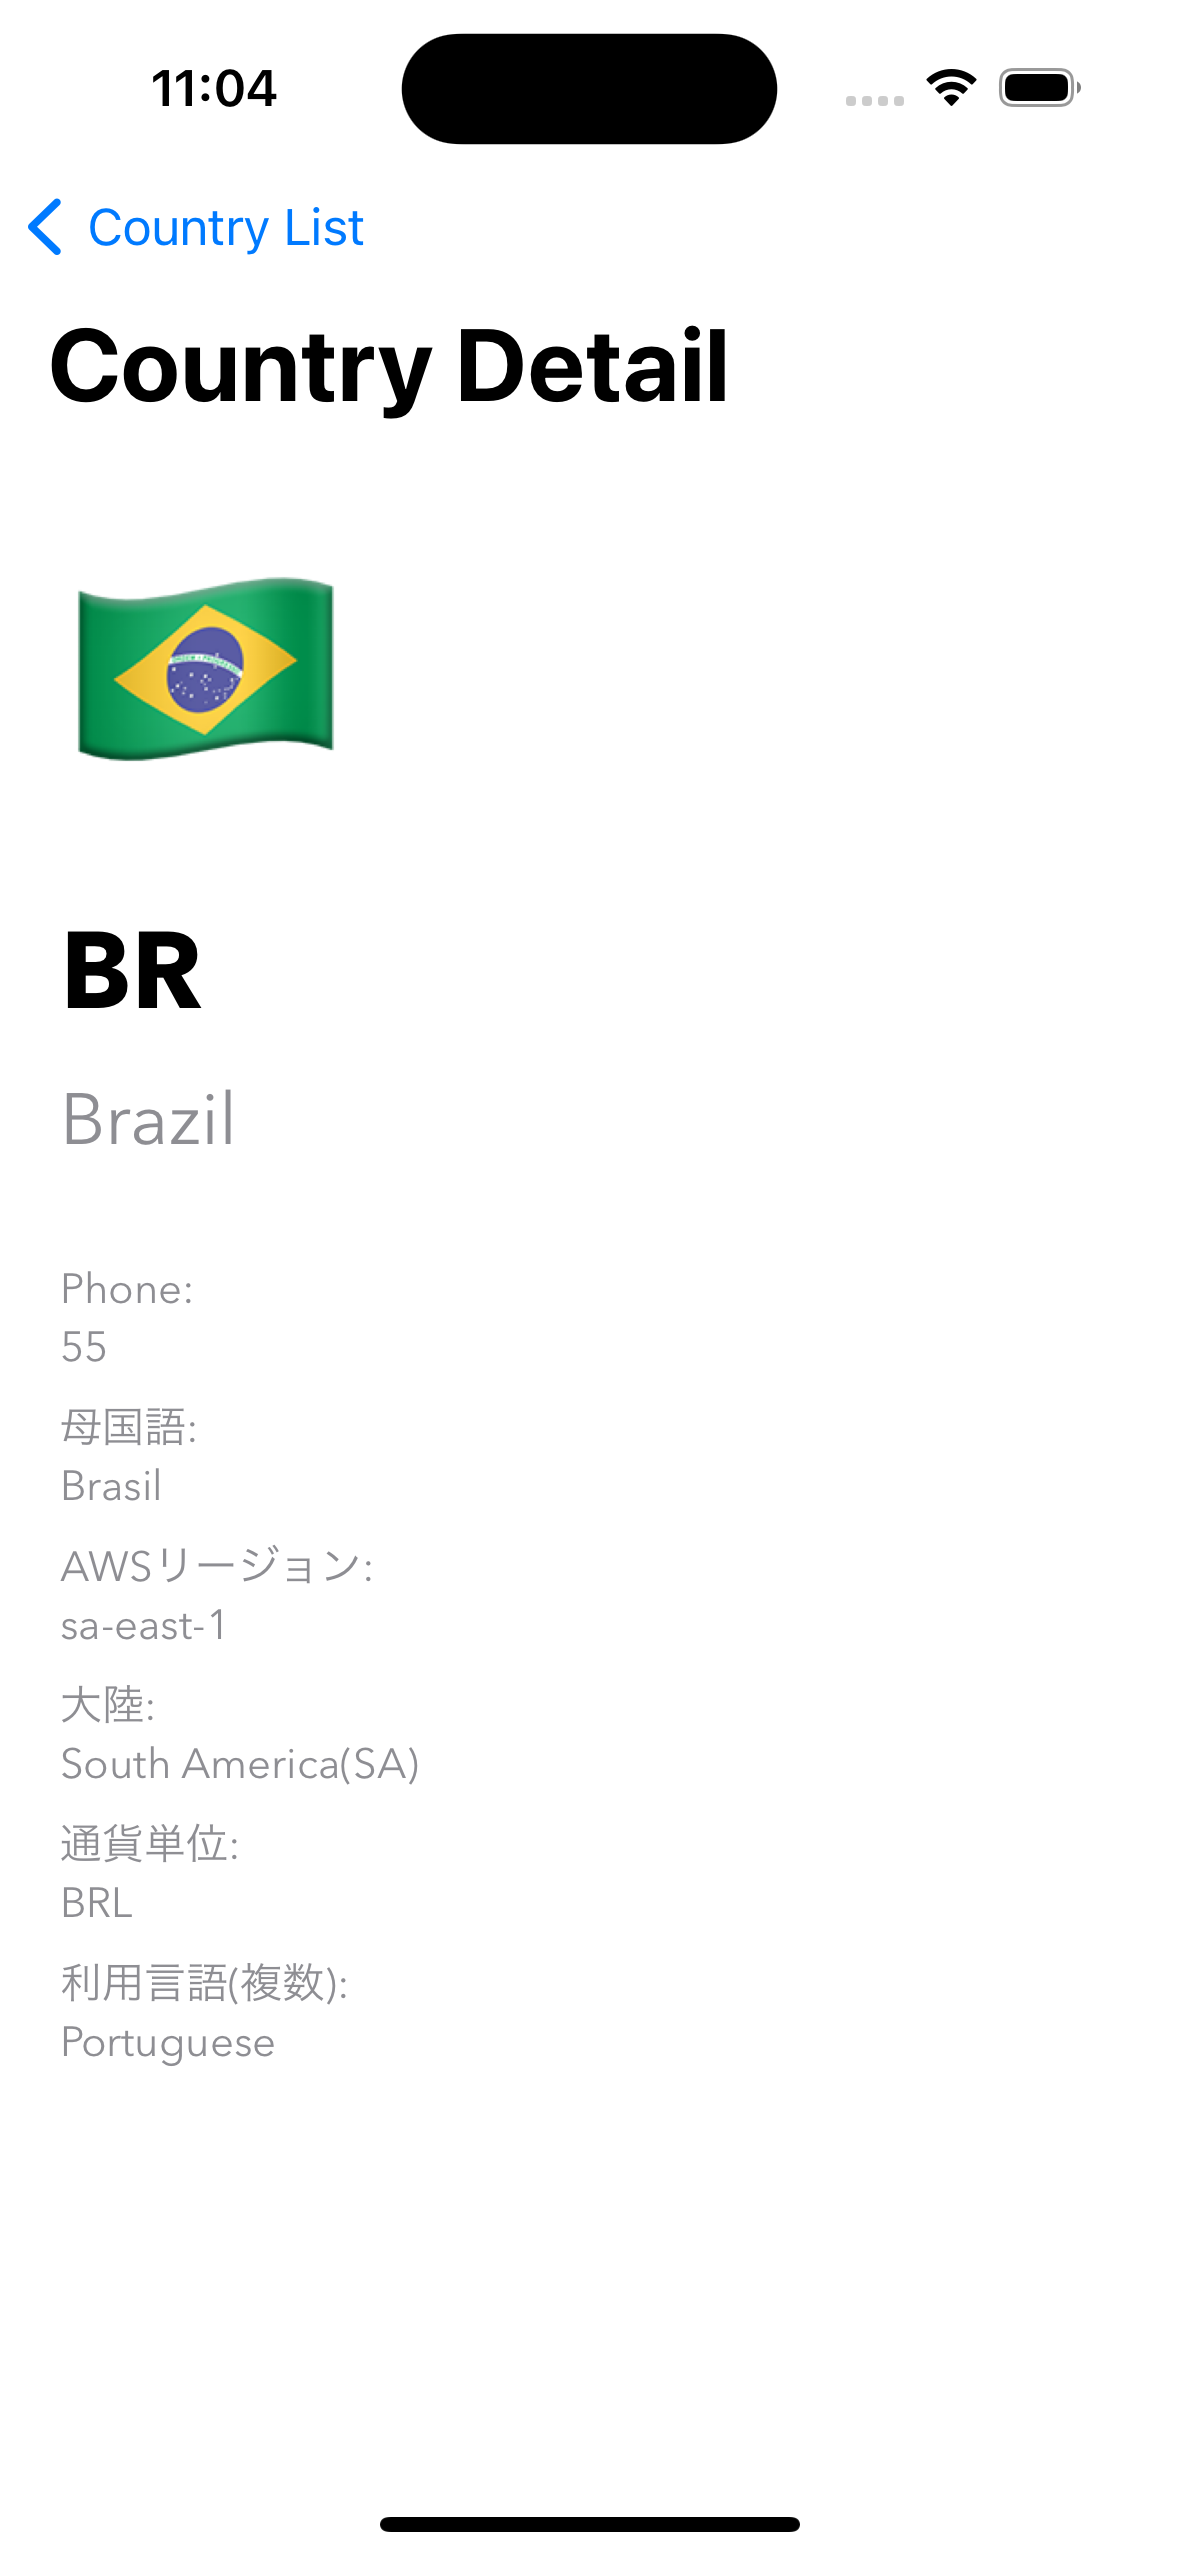 11:04
Country List
Country Detail
BR
Brazil
Phone:
55
母国語:
Brasil
AWSリージョン:
sa-east-1
大陸:
South America(SA)
通貨単位:
BRL
利用言語(複数):
Portuguese